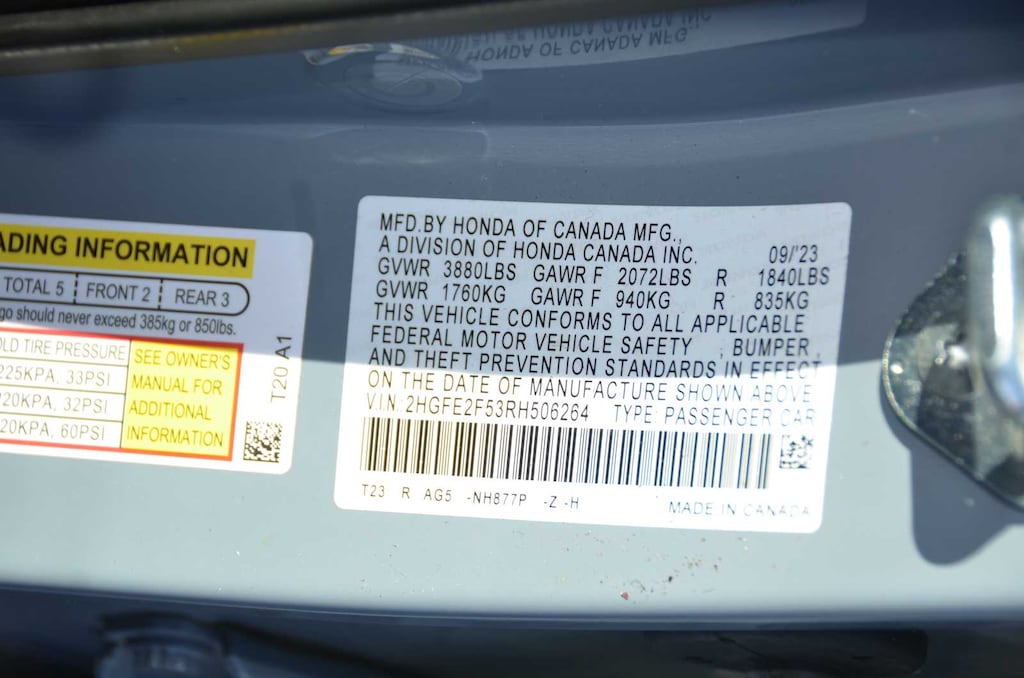 HONDA OF CANADA MFG.
ADING INFORMATION
TOTAL 5 FRONT 2 REAR 3
go should never exceed 385kg or 850lbs.
OLD TIRE PRESSURE
225KPA, 33PSI
220KPA, 32PSI
420KPA, 60PSI
SEE OWNER'S
MANUAL FOR
ADDITIONAL
INFORMATION
T20 A1
MFD.BY HONDA OF CANADA MFG.,
A DIVISION OF HONDA CANADA INC. 09/'23
GVWR 3880LBS GAWR F 2072LBS R 1840LBS
GVWR 1760KG GAWR F 940KG R 835KG
THIS VEHICLE CONFORMS TO ALL APPLICABLE
FEDERAL MOTOR VEHICLE SAFETY , BUMPER ,
AND THEFT PREVENTION STANDARDS IN EFFECT
ON THE DATE OF MANUFACTURE SHOWN ABOVE
V.I.N:2HGFE2F53RH506264 TYPE: PASSENGER CAR
T23 R AG5 -NH877P -Z -H MADE IN CANADA